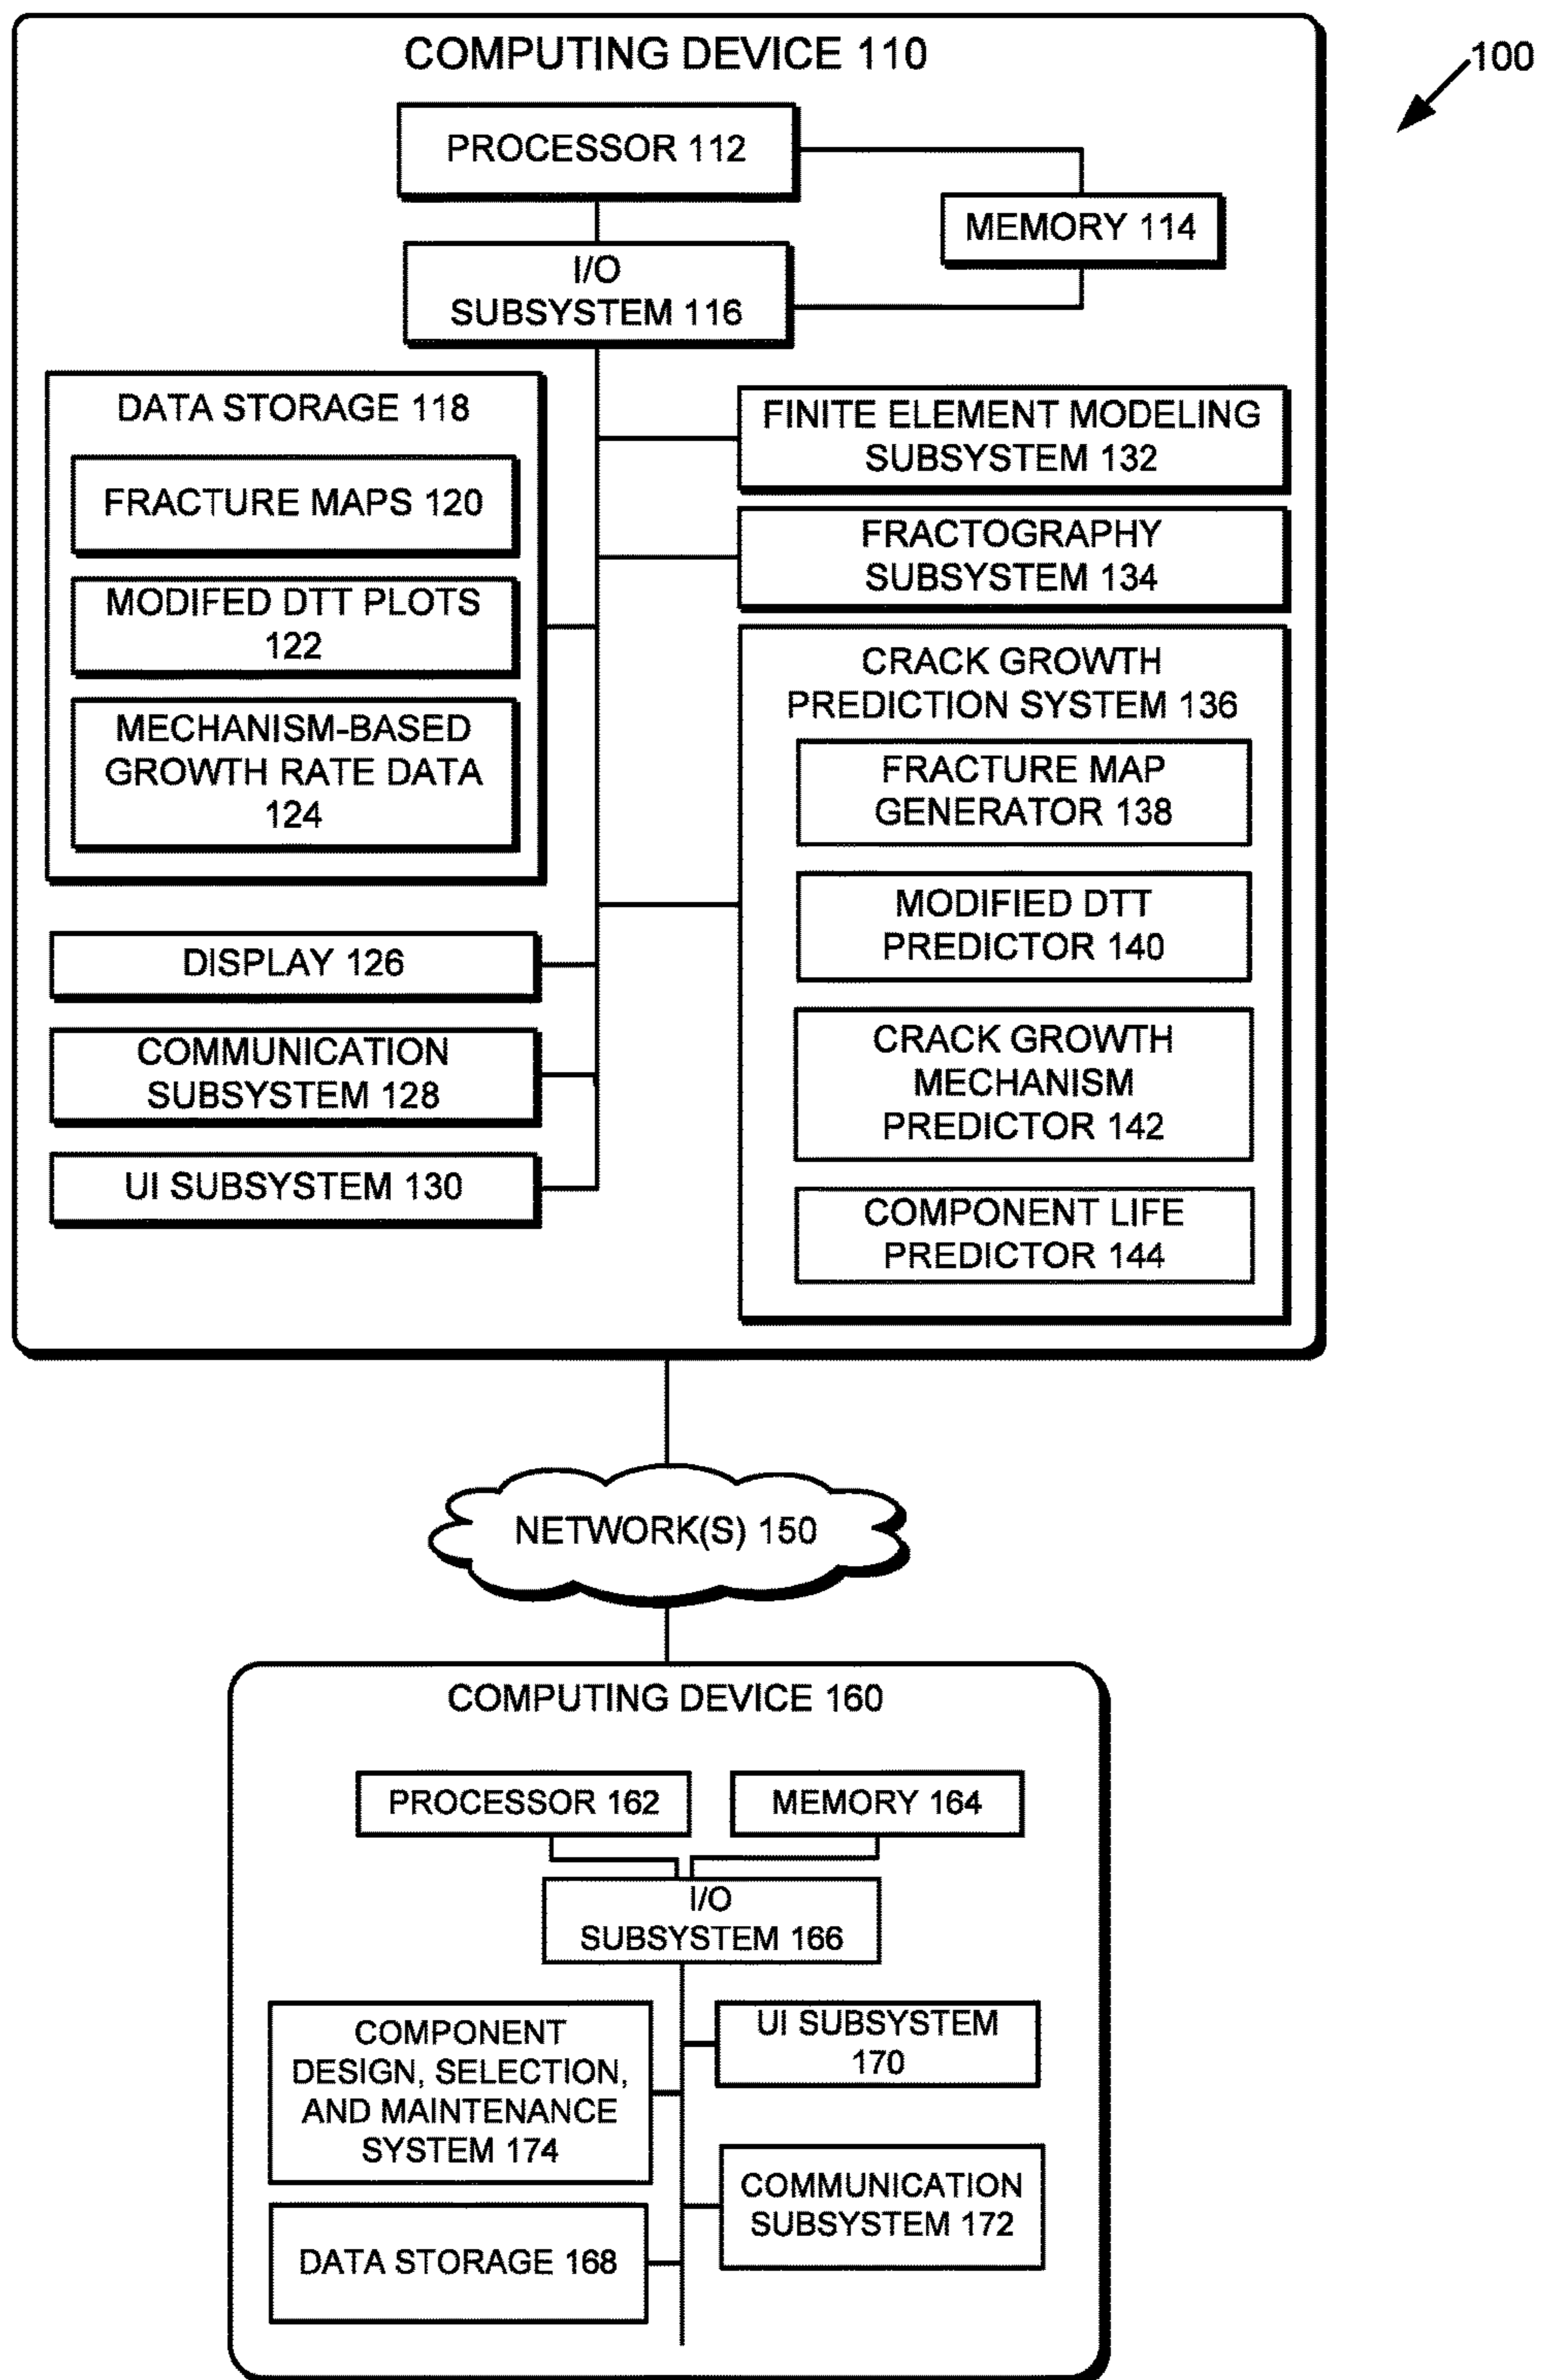 COMPUTING DEVICE 110
100
PROCESSOR 112
MEMORY 114
I/O
SUBSYSTEM 116
DATA STORAGE 118
FRACTURE MAPS 120
MODIFED DTT PLOTS
122
MECHANISM-BASED
GROWTH RATE DATA
124
DISPLAY 126
COMMUNICATION
SUBSYSTEM 128
UI SUBSYSTEM 130
FINITE ELEMENT MODELING
SUBSYSTEM 132
FRACTOGRAPHY
SUBSYSTEM 134
CRACK GROWTH
PREDICTION SYSTEM 136
FRACTURE MAP
GENERATOR 138
MODIFIED DTT
PREDICTOR 140
CRACK GROWTH
MECHANISM
PREDICTOR 142
COMPONENT LIFE
PREDICTOR 144
NETWORK(S) 150
COMPUTING DEVICE 160
PROCESSOR 162
MEMORY 164
I/O
SUBSYSTEM 166
COMPONENT
DESIGN, SELECTION,
AND MAINTENANCE
SYSTEM 174
DATA STORAGE 168
UI SUBSYSTEM
170
COMMUNICATION
SUBSYSTEM 172